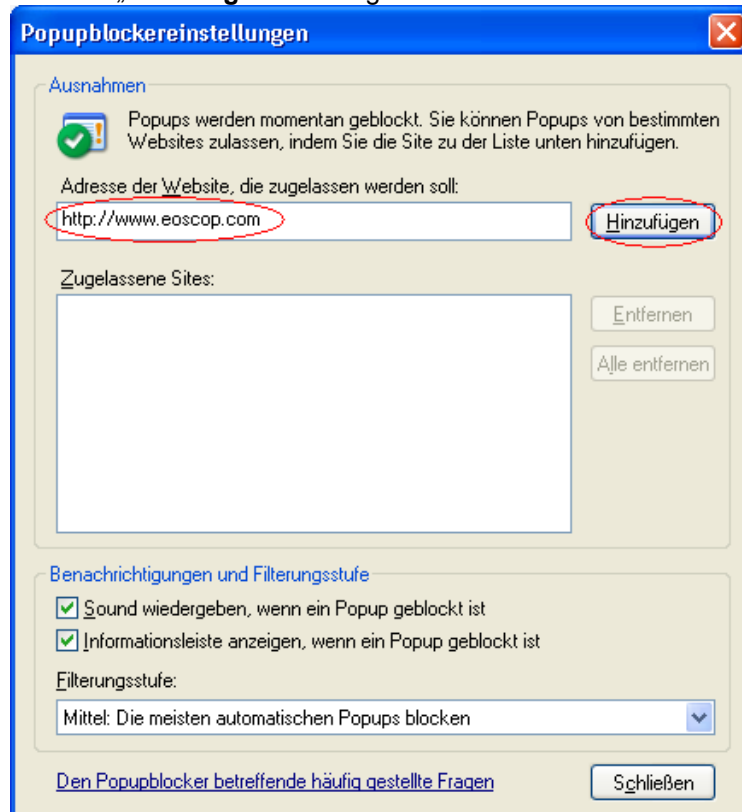 Popupblockereinstellungen
Ausnahmen
Popups werden momentan geblockt. Sie können Popups von bestimmten
Websites zulassen, indem Sie die Site zu der Liste unten hinzufügen.
Adresse der Website, die zugelassen werden soll:
http://www.eoscop.com
Hinzufügen
Zugelassene Sites:
Entfernen
Alle entfernen
Benachrichtigungen und Filterungsstufe
Sound wiedergeben, wenn ein Popup geblockt ist
Informationsleiste anzeigen, wenn ein Popup geblockt ist
Filterungsstufe:
Mittel: Die meisten automatischen Popups blocken
Den Popupblocker betreffende häufig gestellte Fragen
Schließen